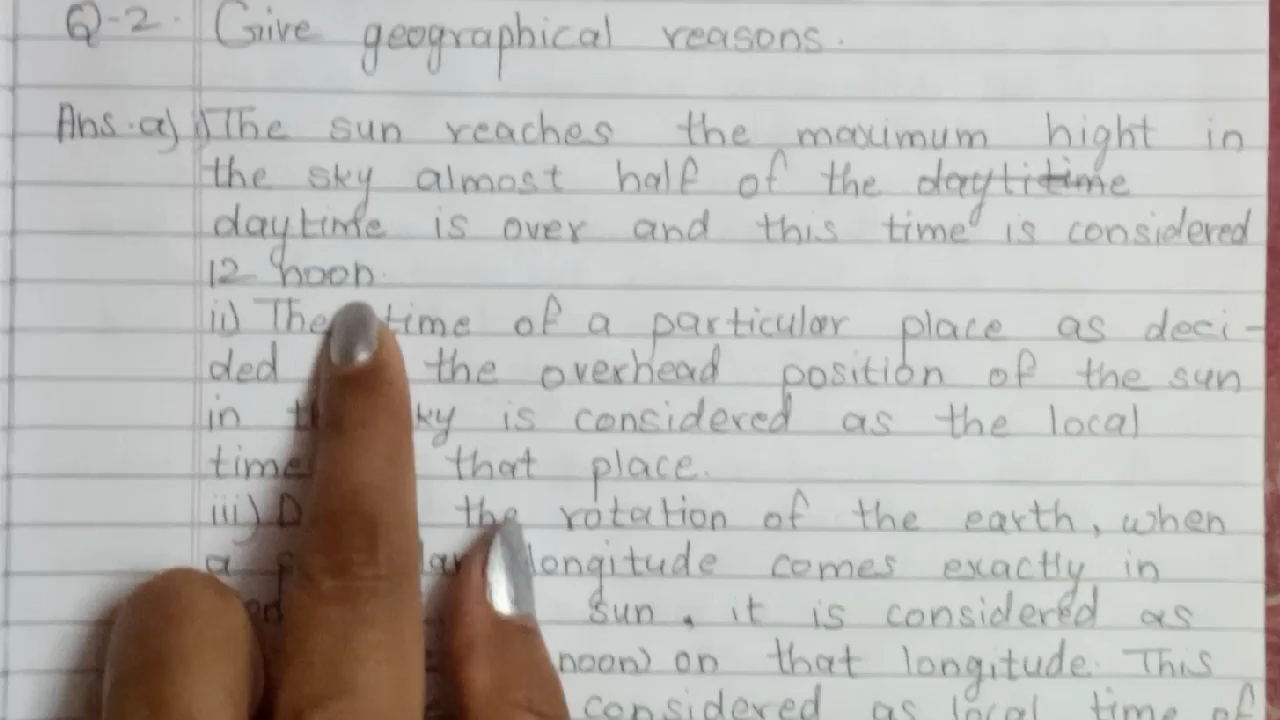 Q-2. Give geographical reasons.
Ans. a) i) The sun reaches the maximum hight in
the sky almost half of the daytitime
daytime is over and this time is considered
12 noon.
ii) The time of a particular place as deci-
ded the overhead position of the sun
in ky is considered as the local
time that place.
iii) D the rotation of the earth, when
a p lar longitude comes exactly in
sun, it is considered as
noon) on that longitude. This
considered as local time of